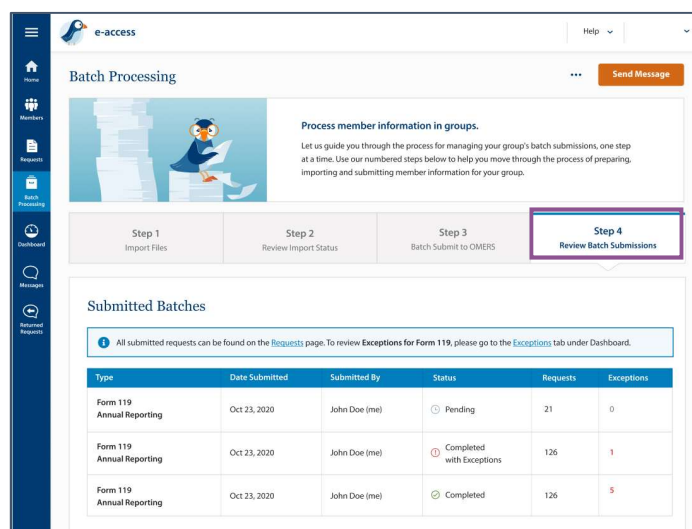 e-access
Help
Home
Members
Requests
Batch
Processing
Dashboard
Messages
Returned
Requests
Batch Processing
Send Message
Process member information in groups.
Let us guide you through the process for managing your group's batch submissions, one step
at a time. Use our numbered steps below to help you move through the process of preparing,
importing and submitting member information for your group.
Step 1
Import Files
Step 2
Review Import Status
Step 3
Batch Submit to OMERS
Step 4
Review Batch Submissions
Submitted Batches
All submitted requests can be found on the Requests page. To review Exceptions for Form 119, please go to the Exceptions tab under Dashboard.
Type Date Submitted Submitted By Status Requests Exceptions
Form 119
Annual Reporting
Oct 23, 2020 John Doe (me) Pending 21 0
Form 119
Annual Reporting
Oct 23, 2020 John Doe (me) Completed
with Exceptions
126 1
Form 119
Annual Reporting
Oct 23, 2020 John Doe (me) Completed 126 5